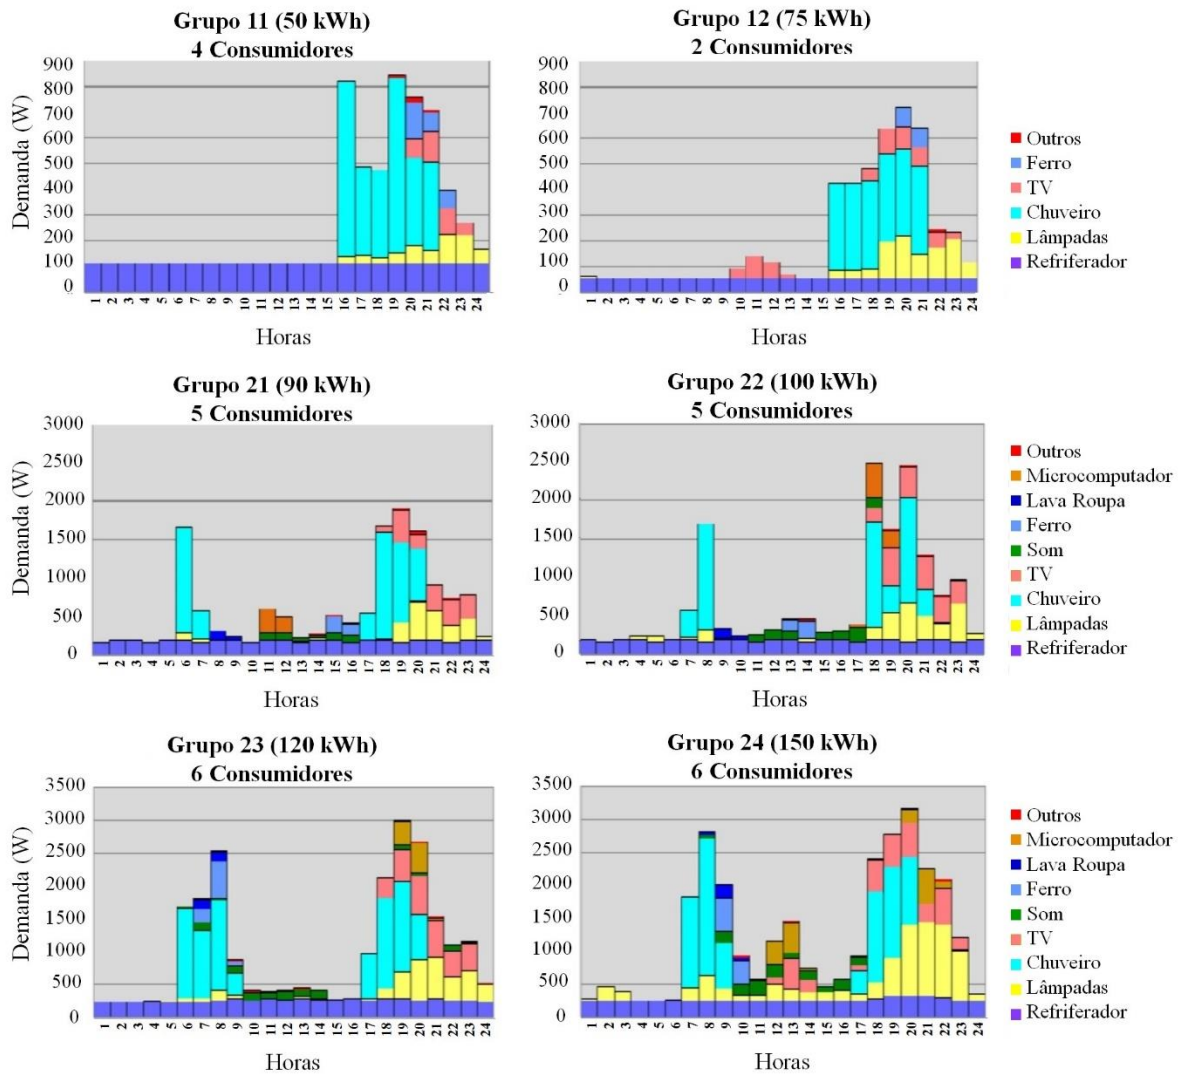 Grupo 11 (50 kWh)
4 Consumidores
Demanda (W)
900
800
700
600
500
400
300
200
100
0
1 2 3 4 5 6 7 8 9 10 11 12 13 14 15 16 17 18 19 20 21 22 23 24
Horas
Grupo 12 (75 kWh)
2 Consumidores
900
800
700
600
500
400
300
200
100
0
1 2 3 4 5 6 7 8 9 10 11 12 13 14 15 16 17 18 19 20 21 22 23 24
Horas
Outros
Ferro
TV
Chuveiro
Lâmpadas
Refriferador
Grupo 21 (90 kWh)
5 Consumidores
Demanda (W)
3000
2500
2000
1500
1000
500
0
1 2 3 4 5 6 7 8 9 10 11 12 13 14 15 16 17 18 19 20 21 22 23 24
Horas
Grupo 22 (100 kWh)
5 Consumidores
3000
2500
2000
1500
1000
500
0
1 2 3 4 5 6 7 8 9 10 11 12 13 14 15 16 17 18 19 20 21 22 23 24
Horas
Outros
Microcomputador
Lava Roupa
Ferro
Som
TV
Chuveiro
Lâmpadas
Refriferador
Grupo 23 (120 kWh)
6 Consumidores
Demanda (W)
3500
3000
2500
2000
1500
1000
500
0
1 2 3 4 5 6 7 8 9 10 11 12 13 14 15 16 17 18 19 20 21 22 23 24
Horas
Grupo 24 (150 kWh)
6 Consumidores
3500
3000
2500
2000
1500
1000
500
0
1 2 3 4 5 6 7 8 9 10 11 12 13 14 15 16 17 18 19 20 21 22 23 24
Horas
Outros
Microcomputador
Lava Roupa
Ferro
Som
TV
Chuveiro
Lâmpadas
Refriferador